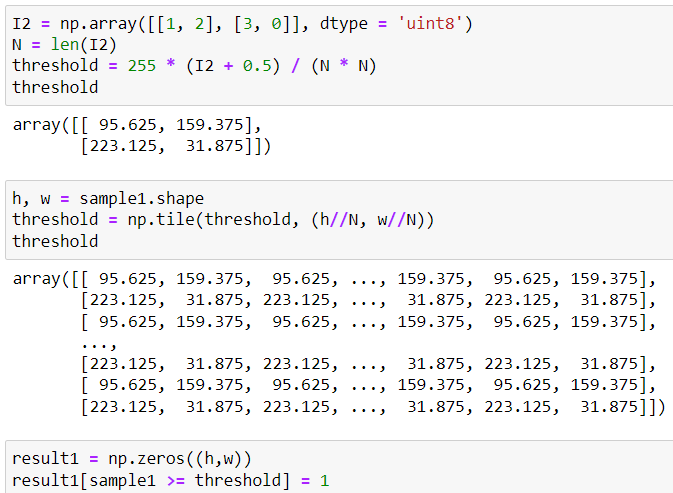 I2 = np.array([[1, 2], [3, 0]], dtype = 'uint8')
N = len(I2)
threshold = 255 * (I2 + 0.5) / (N * N)
threshold
array([[ 95.625, 159.375],
       [223.125,  31.875]])
h, w = sample1.shape
threshold = np.tile(threshold, (h//N, w//N))
threshold
array([[ 95.625, 159.375,  95.625, ..., 159.375,  95.625, 159.375],
       [223.125,  31.875, 223.125, ...,  31.875, 223.125,  31.875],
       [ 95.625, 159.375,  95.625, ..., 159.375,  95.625, 159.375],
       ...,
       [223.125,  31.875, 223.125, ...,  31.875, 223.125,  31.875],
       [ 95.625, 159.375,  95.625, ..., 159.375,  95.625, 159.375],
       [223.125,  31.875, 223.125, ...,  31.875, 223.125,  31.875]])
result1 = np.zeros((h,w))
result1[sample1 >= threshold] = 1